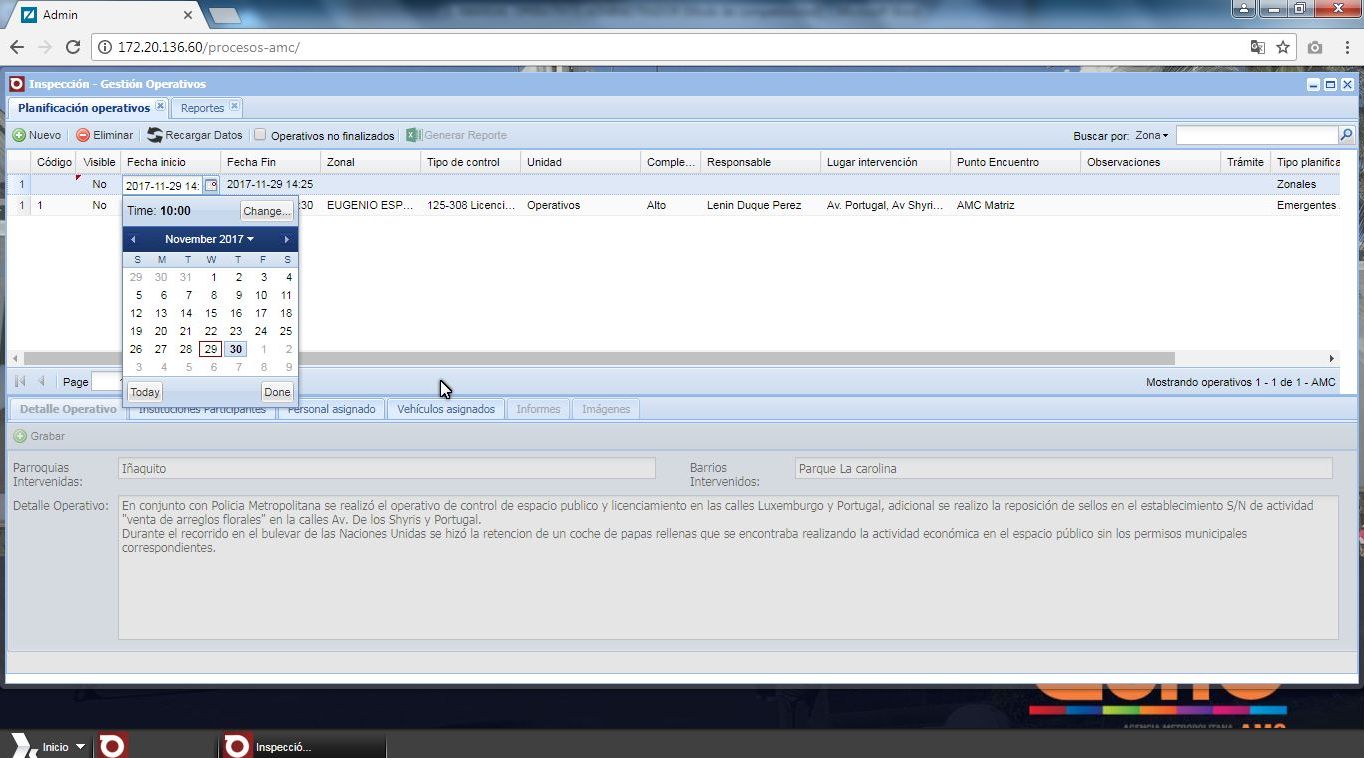 Admin
172.20.136.60/procesos-amc/
Inspección - Gestión Operativos
Planificación operativos Reportes
Nuevo Eliminar Recargar Datos Operativos no finalizados Generar Reporte Buscar por: Zona
Código Visible Fecha inicio Fecha Fin Zonal Tipo de control Unidad Comple... Responsable Lugar intervención Punto Encuentro Observaciones Trámite Tipo planifica
1 No 2017-11-29 14: 2017-11-29 14:25 Zonales
1 1 No :30 EUGENIO ESP... 125-308 Licenci... Operativos Alto Lenin Duque Perez Av. Portugal, Av Shyri... AMC Matriz Emergentes
Time: 10:00 Change...
November 2017
S M T W T F S
29 30 31 1 2 3 4
5 6 7 8 9 10 11
12 13 14 15 16 17 18
19 20 21 22 23 24 25
26 27 28 29 30 1 2
3 4 5 6 7 8 9
Today Done
Page Mostrando operativos 1 - 1 de 1 - AMC
Detalle Operativo Instituciones Participantes Personal asignado Vehículos asignados Informes Imágenes
Grabar
Parroquias Intervenidas: Iñaquito Barrios Intervenidos: Parque La carolina
Detalle Operativo: En conjunto con Policia Metropolitana se realizó el operativo de control de espacio publico y licenciamiento en las calles Luxemburgo y Portugal, adicional se realizo la reposición de sellos en el establecimiento S/N de actividad
"venta de arreglos florales" en la calles Av. De los Shyris y Portugal.
Durante el recorrido en el bulevar de las Naciones Unidas se hizó la retencion de un coche de papas rellenas que se encontraba realizando la actividad económica en el espacio público sin los permisos municipales
correspondientes.
AGENCIA METROPOLITANA AMC
Inicio Inspecció...